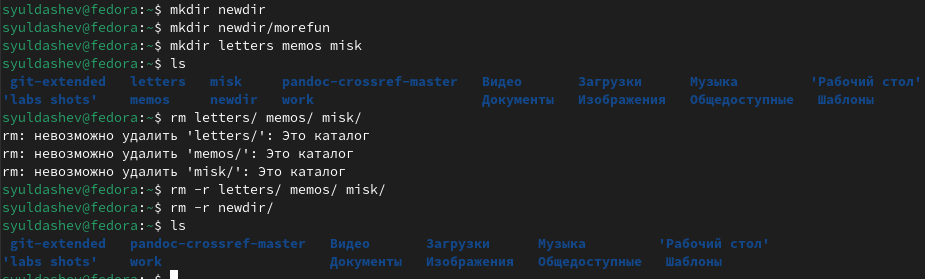 syuldashev@fedora:~$ mkdir newdir
syuldashev@fedora:~$ mkdir newdir/morefun
syuldashev@fedora:~$ mkdir letters memos misk
syuldashev@fedora:~$ ls
git-extended letters misk pandoc-crossref-master Видео Загрузки Музыка 'Рабочий стол'
'labs shots' memos newdir work Документы Изображения Общедоступные Шаблоны
syuldashev@fedora:~$ rm letters/ memos/ misk/
rm: невозможно удалить 'letters/': Это каталог
rm: невозможно удалить 'memos/': Это каталог
rm: невозможно удалить 'misk/': Это каталог
syuldashev@fedora:~$ rm -r letters/ memos/ misk/
syuldashev@fedora:~$ rm -r newdir/
syuldashev@fedora:~$ ls
git-extended pandoc-crossref-master Видео Загрузки Музыка 'Рабочий стол'
'labs shots' work Документы Изображения Общедоступные Шаблоны
syuldashev@fedora:~$